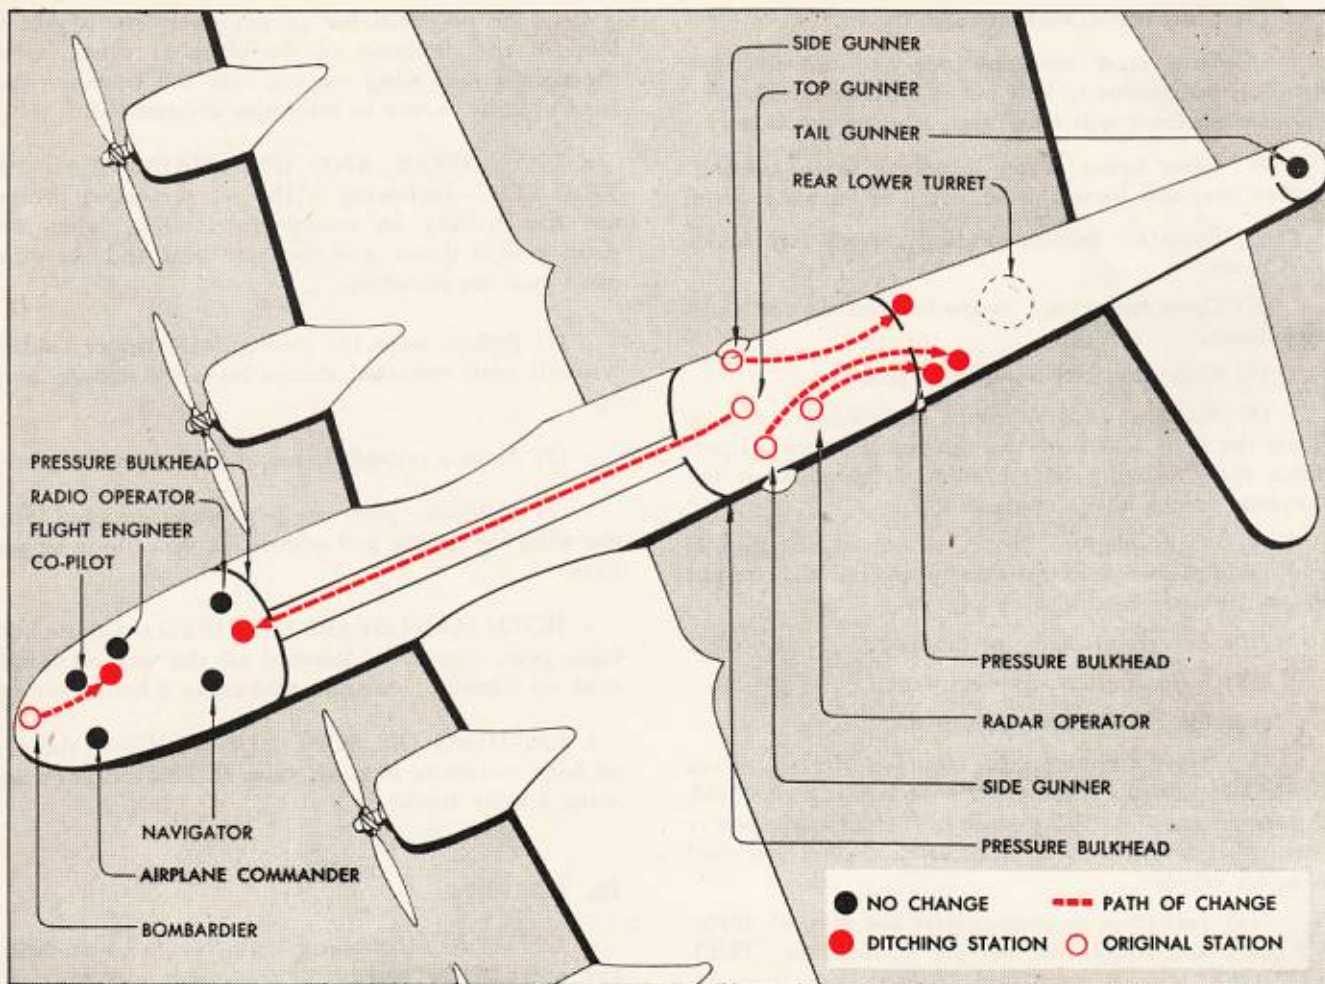 SIDE GUNNER
TOP GUNNER
TAIL GUNNER
REAR LOWER TURRET
PRESSURE BULKHEAD
RADIO OPERATOR
FLIGHT ENGINEER
CO-PILOT
PRESSURE BULKHEAD
RADAR OPERATOR
SIDE GUNNER
PRESSURE BULKHEAD
NAVIGATOR
AIRPLANE COMMANDER
BOMBARDIER
NO CHANGE
PATH OF CHANGE
DITCHING STATION
ORIGINAL STATION